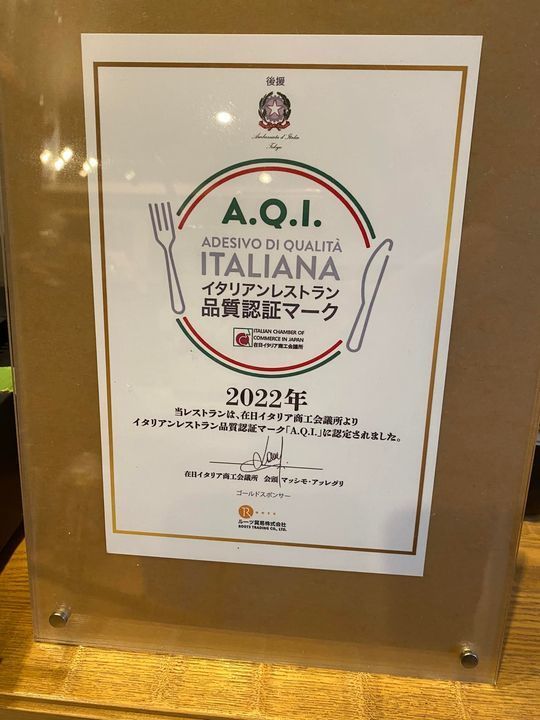 後援
Ambasciata d'Italia
Tokyo
A.Q.I.
ADESIVO DI QUALITÀ
ITALIANA
イタリアンレストラン
品質認証マーク
ITALIAN CHAMBER OF
COMMERCE IN JAPAN
在日イタリア商工会議所
2022年
当レストランは、在日イタリア商工会議所より
イタリアンレストラン品質認証マーク「A.Q.I.」に認定されました。
在日イタリア商工会議所 会頭 マッシモ・アッレグリ
ゴールドスポンサー
ルーツ貿易株式会社
ROOTS TRADING CO., LTD.